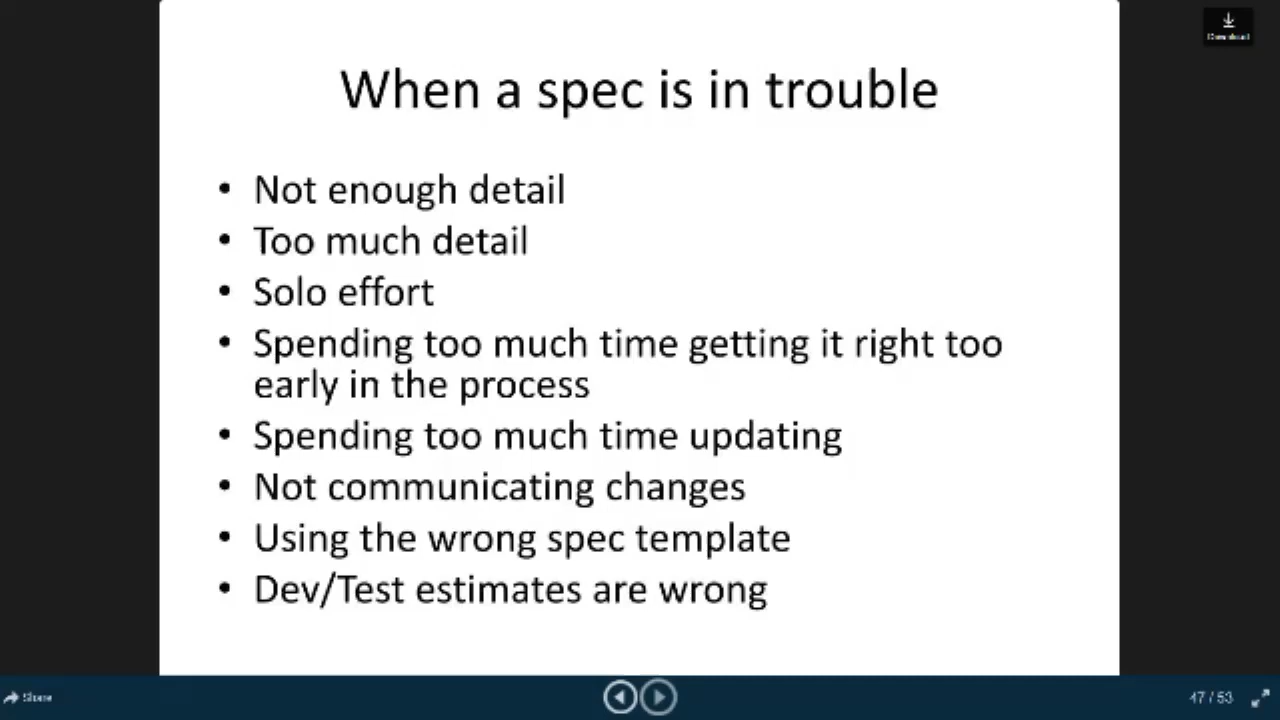 Download
When a spec is in trouble
• Not enough detail
• Too much detail
• Solo effort
• Spending too much time getting it right too
early in the process
• Spending too much time updating
• Not communicating changes
• Using the wrong spec template
• Dev/Test estimates are wrong
Share
47 / 53